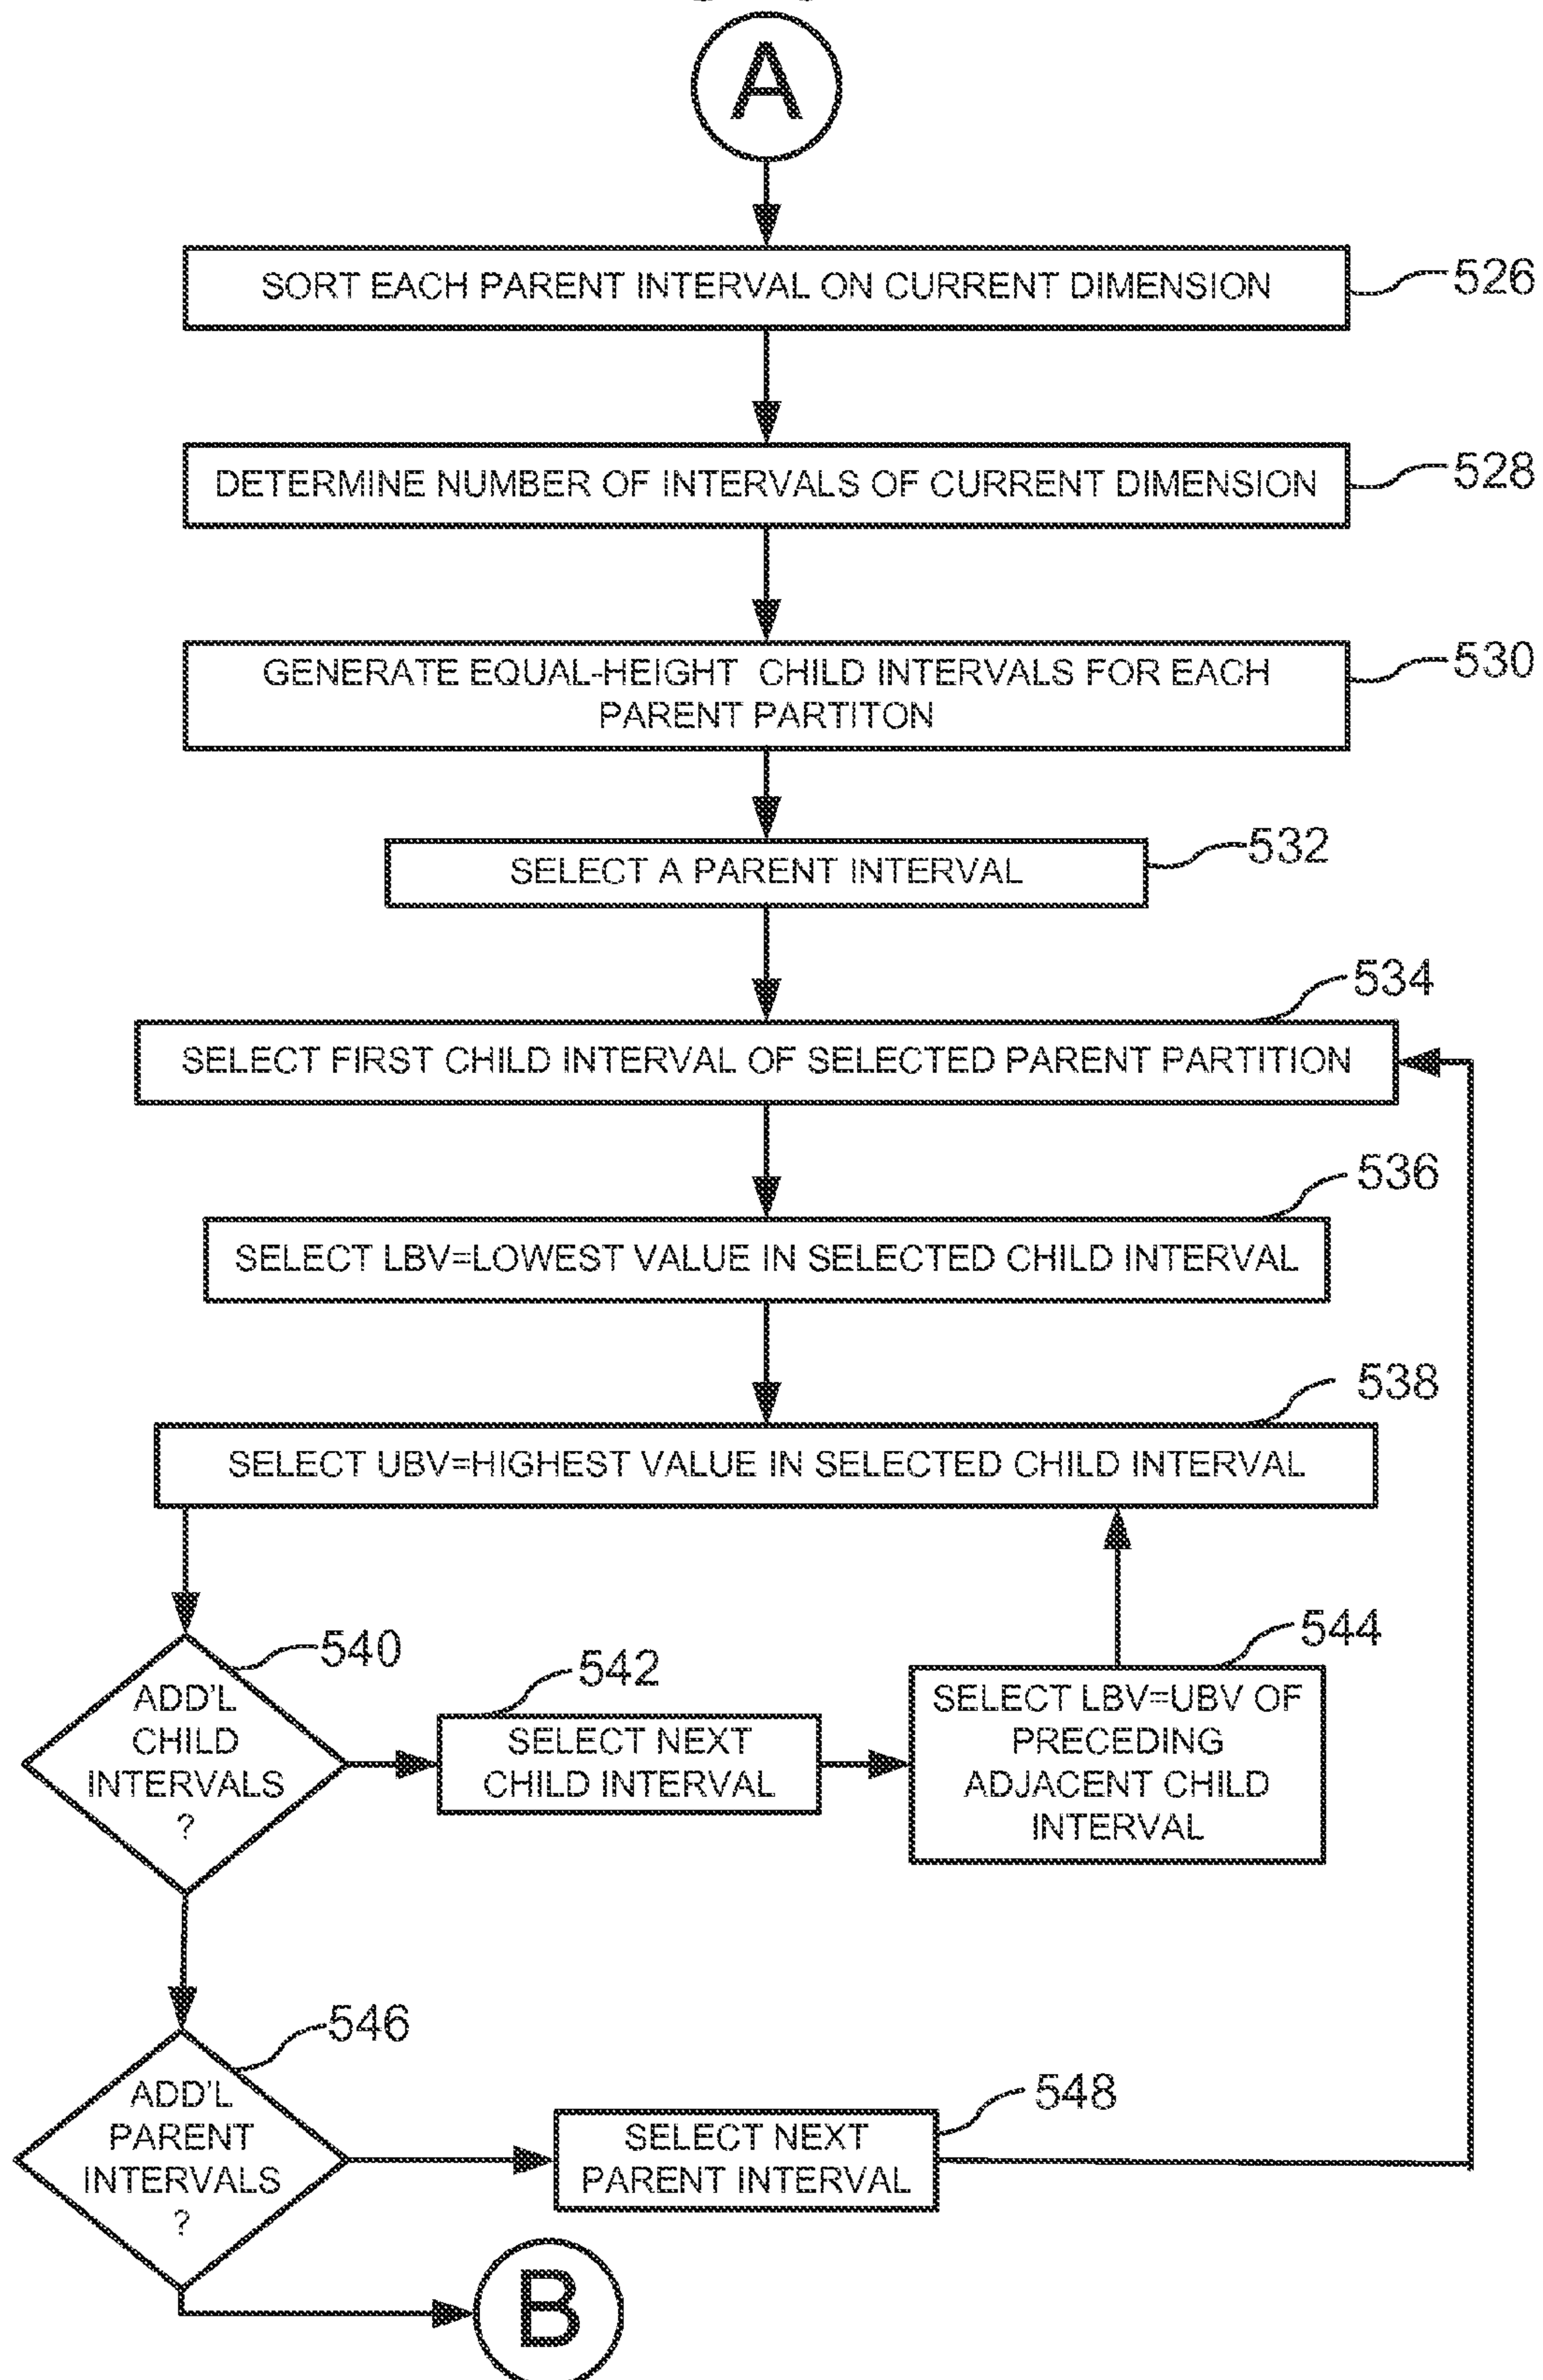 A
SORT EACH PARENT INTERVAL ON CURRENT DIMENSION
526
DETERMINE NUMBER OF INTERVALS OF CURRENT DIMENSION
528
GENERATE EQUAL-HEIGHT CHILD INTERVALS FOR EACH
PARENT PARTITON
530
SELECT A PARENT INTERVAL
532
534
SELECT FIRST CHILD INTERVAL OF SELECTED PARENT PARTITION
536
SELECT LBV=LOWEST VALUE IN SELECTED CHILD INTERVAL
538
SELECT UBV=HIGHEST VALUE IN SELECTED CHILD INTERVAL
540
ADD'L
CHILD
INTERVALS
?
542
SELECT NEXT
CHILD INTERVAL
544
SELECT LBV=UBV OF
PRECEDING
ADJACENT CHILD
INTERVAL
546
ADD'L
PARENT
INTERVALS
?
548
SELECT NEXT
PARENT INTERVAL
B